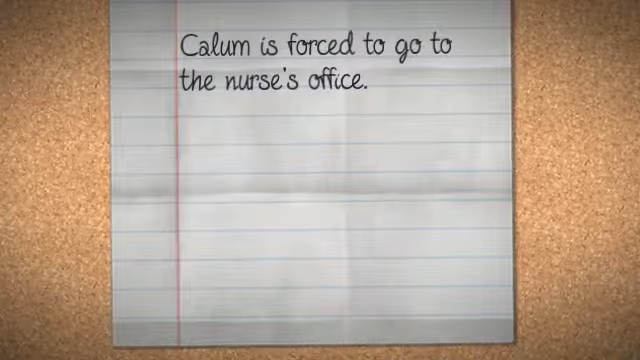 Calum is forced to go to
the nurse's office.